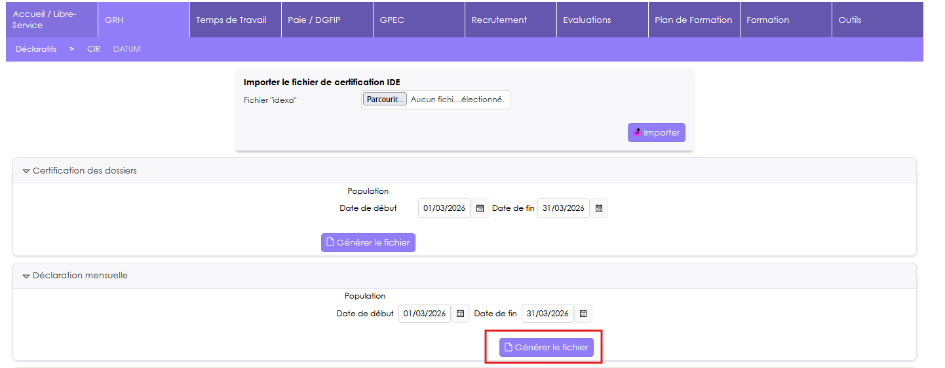 Accueil / Libre-Service GRH Temps de Travail Paie / DGFIP GPEC Recrutement Evaluations Plan de Formation Formation Outils
Déclaratifs > CIR DATUM
Importer le fichier de certification IDE
Fichier "idexa" Parcourir... Aucun fichi...électionné.
Importer
Certification des dossiers
Population
Date de début 01/03/2026 Date de fin 31/03/2026
Générer le fichier
Déclaration mensuelle
Population
Date de début 01/03/2026 Date de fin 31/03/2026
Générer le fichier